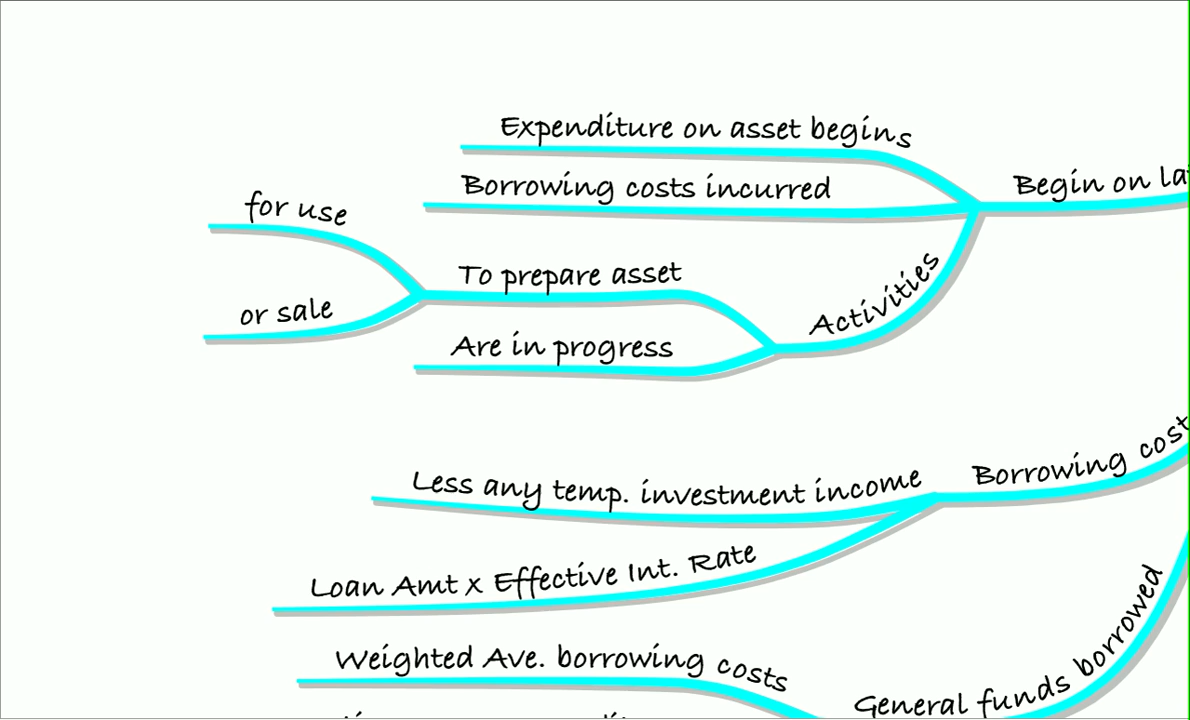 Expenditure on asset begins
Borrowing costs incurred
Begin on
for use
To prepare asset
or sale
Activities
Are in progress
Less any temp. investment income
Borrowing cost
Loan Amt x Effective Int. Rate
Weighted Ave. borrowing costs
General funds borrowed